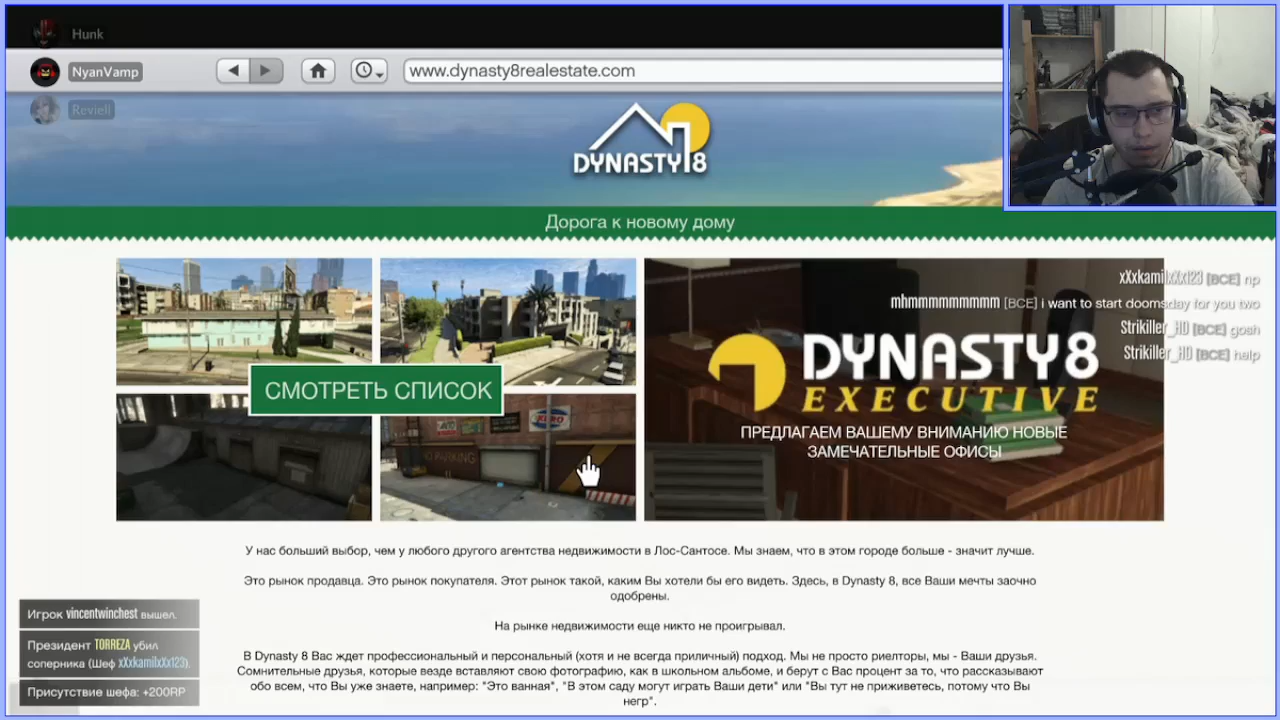 Hunk
NyanVamp
www.dynasty8realestate.com
Reviell
DYNASTY 8
Дорога к новому дому
СМОТРЕТЬ СПИСОК
DYNASTY 8
EXECUTIVE
ПРЕДЛАГАЕМ ВАШЕМУ ВНИМАНИЮ НОВЫЕ
ЗАМЕЧАТЕЛЬНЫЕ ОФИСЫ
xXxkamilxXx123 [ВСЕ] np
mhmmmmmmmmm [ВСЕ] i want to start doomsday for you two
Strikiller_HD [ВСЕ] gosh
Strikiller_HD [ВСЕ] halp
NO PARKING
У нас больший выбор, чем у любого другого агентства недвижимости в Лос-Сантосе. Мы знаем, что в этом городе больше - значит лучше.
Это рынок продавца. Это рынок покупателя. Этот рынок такой, каким Вы хотели бы его видеть. Здесь, в Dynasty 8, все Ваши мечты заочно
одобрены.
На рынке недвижимости еще никто не проигрывал.
В Dynasty 8 Вас ждет профессиональный и персональный (хотя и не всегда приличный) подход. Мы не просто риелторы, мы - Ваши друзья.
Сомнительные друзья, которые везде вставляют свою фотографию, как в школьном альбоме, и берут с Вас процент за то, что рассказывают
обо всем, что Вы уже знаете, например: "Это ванная", "В этом саду могут играть Ваши дети" или "Вы тут не приживетесь, потому что Вы
негр".
Игрок vincentwinchest вышел.
Президент TORREZA убил
соперника (Шеф xXxkamilxXx123).
Присутствие шефа: +200RP